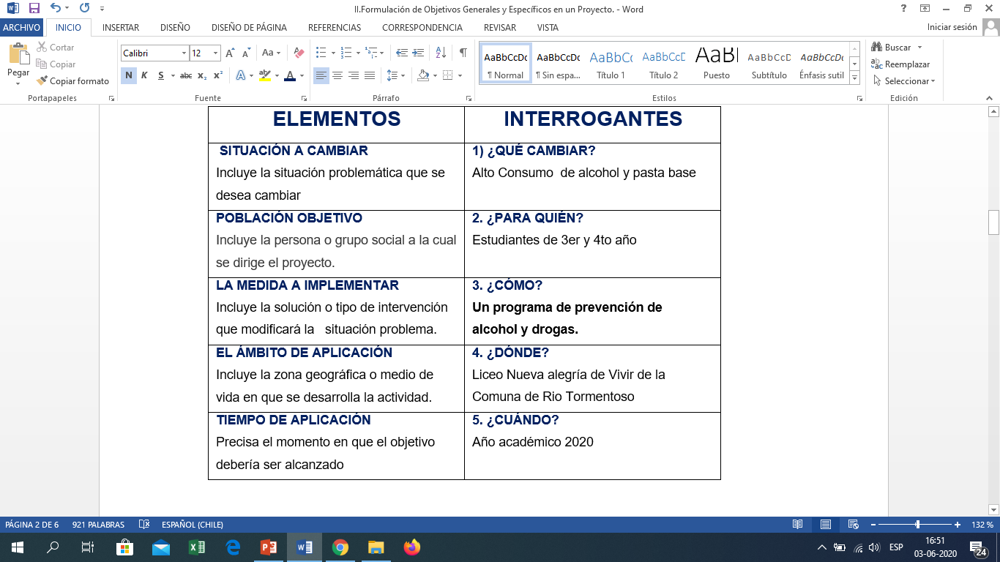 II.Formulación de Objetivos Generales y Específicos en un Proyecto. - Word
ARCHIVO INICIO INSERTAR DISEÑO DISEÑO DE PÁGINA REFERENCIAS CORRESPONDENCIA REVISAR VISTA Iniciar sesión
Pegar
Cortar
Copiar
Copiar formato
Portapapeles
Calibri 12
N K S abc x₂ x²
Fuente
Párrafo
AaBbCcDc AaBbCcDc AaBbCc AaBbCcD AaB AaBbCcD AaBbCcDc
¶ Normal ¶ Sin espa... Título 1 Título 2 Puesto Subtítulo Énfasis sutil
Estilos
Buscar
Reemplazar
Seleccionar
Edición
ELEMENTOS INTERROGANTES
SITUACIÓN A CAMBIAR
Incluye la situación problemática que se
desea cambiar
1) ¿QUÉ CAMBIAR?
Alto Consumo de alcohol y pasta base
POBLACIÓN OBJETIVO
Incluye la persona o grupo social a la cual
se dirige el proyecto.
2. ¿PARA QUIÉN?
Estudiantes de 3er y 4to año
LA MEDIDA A IMPLEMENTAR
Incluye la solución o tipo de intervención
que modificará la situación problema.
3. ¿CÓMO?
Un programa de prevención de
alcohol y drogas.
EL ÁMBITO DE APLICACIÓN
Incluye la zona geográfica o medio de
vida en que se desarrolla la actividad.
4. ¿DÓNDE?
Liceo Nueva alegría de Vivir de la
Comuna de Rio Tormentoso
TIEMPO DE APLICACIÓN
Precisa el momento en que el objetivo
debería ser alcanzado
5. ¿CUÁNDO?
Año académico 2020
PÁGINA 2 DE 6 921 PALABRAS ESPAÑOL (CHILE) 132 %
ESP
16:51
03-06-2020
24